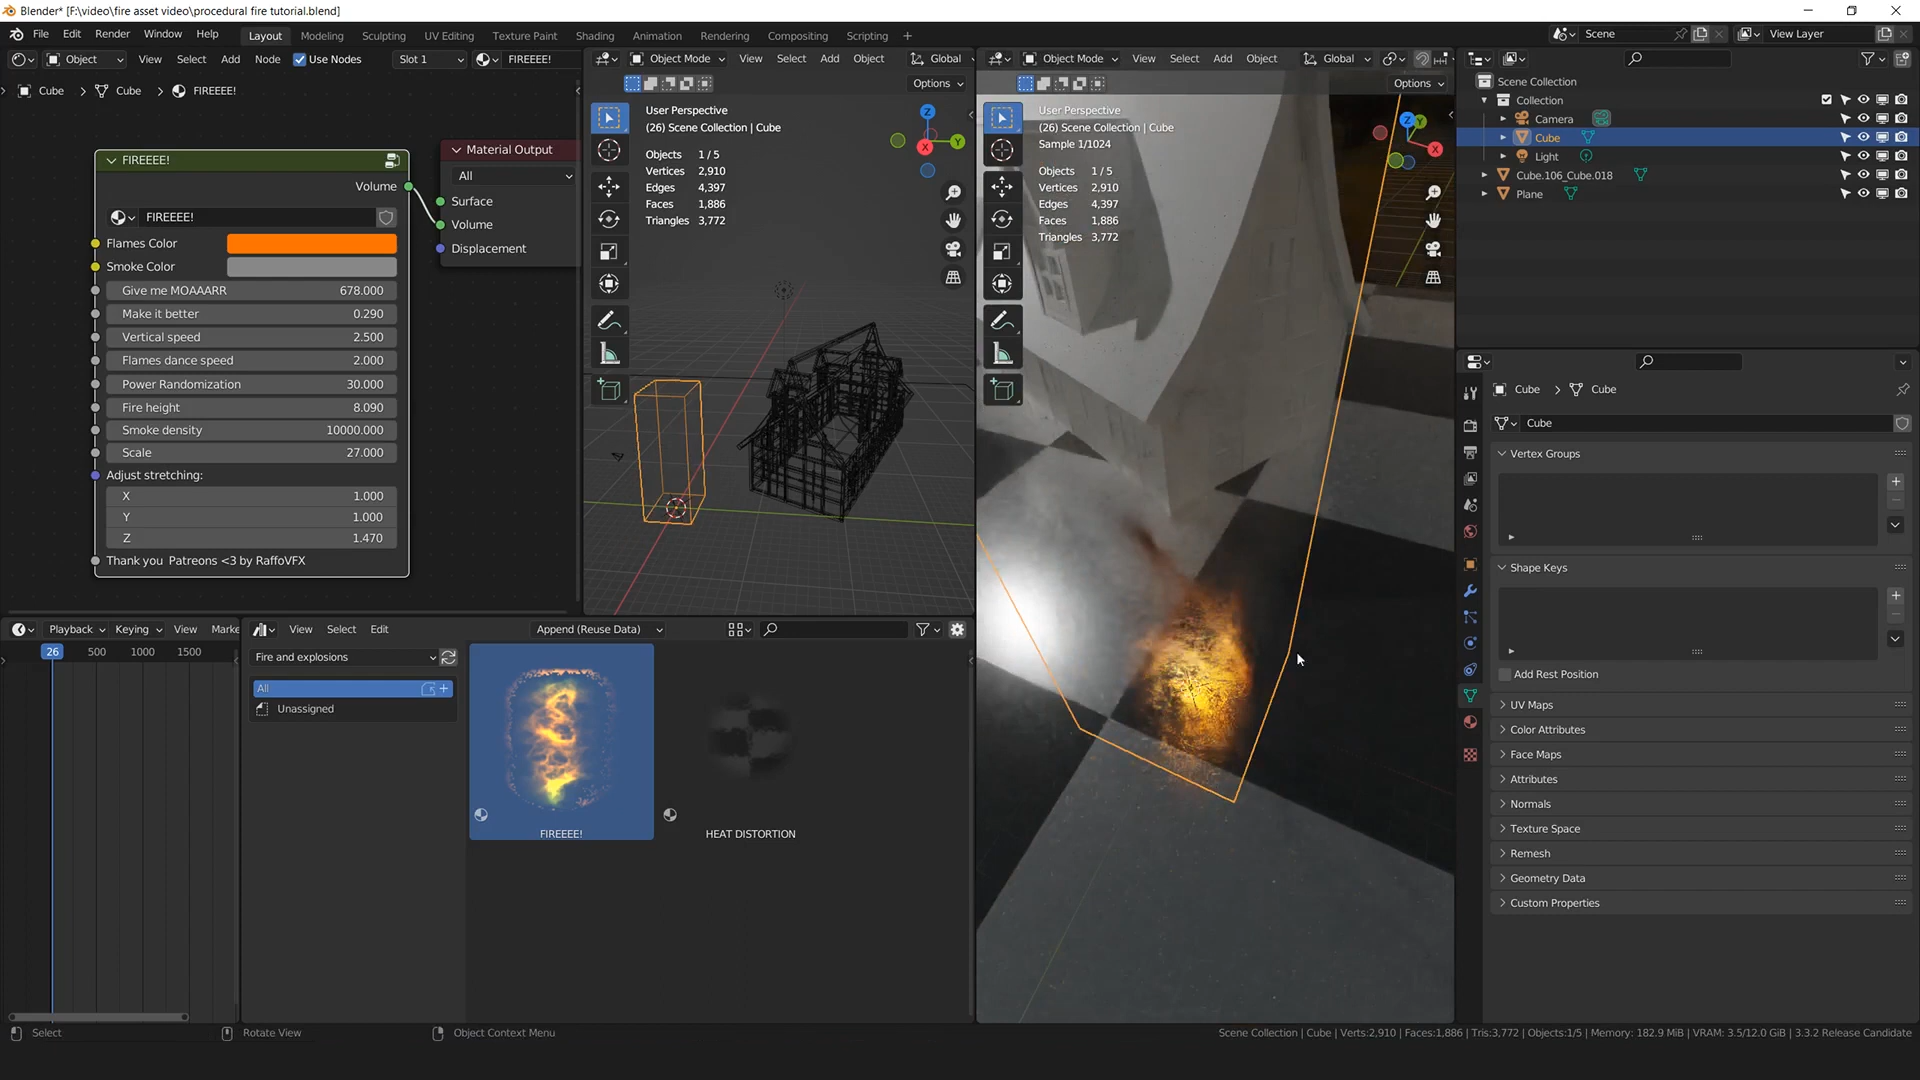 Blender* [F:\video\fire asset video\procedural fire tutorial.blend]
File Edit Render Window Help Layout Modeling Sculpting UV Editing Texture Paint Shading Animation Rendering Compositing Scripting Scene View Layer
Object View Select Add Node Use Nodes Slot 1 FIREEEE!
Cube > Cube > FIREEEE!
FIREEEE!
Volume
FIREEEE!
Flames Color
Smoke Color
Give me MOAAARR 678.000
Make it better 0.290
Vertical speed 2.500
Flames dance speed 2.000
Power Randomization 30.000
Fire height 8.090
Smoke density 10000.000
Scale 27.000
Adjust stretching:
X 1.000
Y 1.000
Z 1.470
Thank you Patreons <3 by RaffoVFX
Material Output
All
Surface
Volume
Displacement
Object Mode View Select Add Object Global
Options
User Perspective
(26) Scene Collection | Cube
Objects 1 / 5
Vertices 2,910
Edges 4,397
Faces 1,886
Triangles 3,772
Z
Y
X
Object Mode View Select Add Object Global
Options
User Perspective
(26) Scene Collection | Cube
Sample 1/1024
Objects 1 / 5
Vertices 2,910
Edges 4,397
Faces 1,886
Triangles 3,772
Z
Y
X
Scene Collection
Collection
Camera
Cube
Light
Cube.106_Cube.018
Plane
Cube > Cube
Cube
Vertex Groups
Shape Keys
Add Rest Position
UV Maps
Color Attributes
Face Maps
Attributes
Normals
Texture Space
Remesh
Geometry Data
Custom Properties
Playback Keying View Marke
26 500 1000 1500
View Select Edit Append (Reuse Data)
Fire and explosions
All
Unassigned
FIREEEE!
HEAT DISTORTION
Select Rotate View Object Context Menu
Scene Collection | Cube | Verts:2,910 | Faces:1,886 | Tris:3,772 | Objects:1/5 | Memory: 182.9 MiB | VRAM: 3.5/12.0 GiB | 3.3.2 Release Candidate